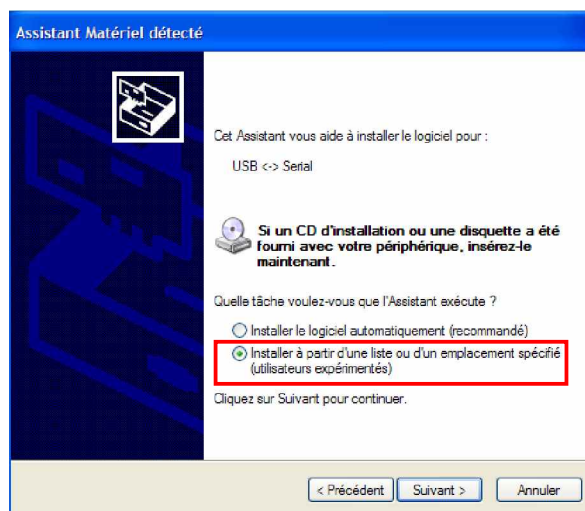 Assistant Matériel détecté
Cet Assistant vous aide à installer le logiciel pour :
USB <-> Serial
Si un CD d'installation ou une disquette a été
fourni avec votre périphérique, insérez-le
maintenant.
Quelle tâche voulez-vous que l'Assistant exécute ?
Installer le logiciel automatiquement (recommandé)
Installer à partir d'une liste ou d'un emplacement spécifié
(utilisateurs expérimentés)
Cliquez sur Suivant pour continuer.
< Précédent Suivant > Annuler